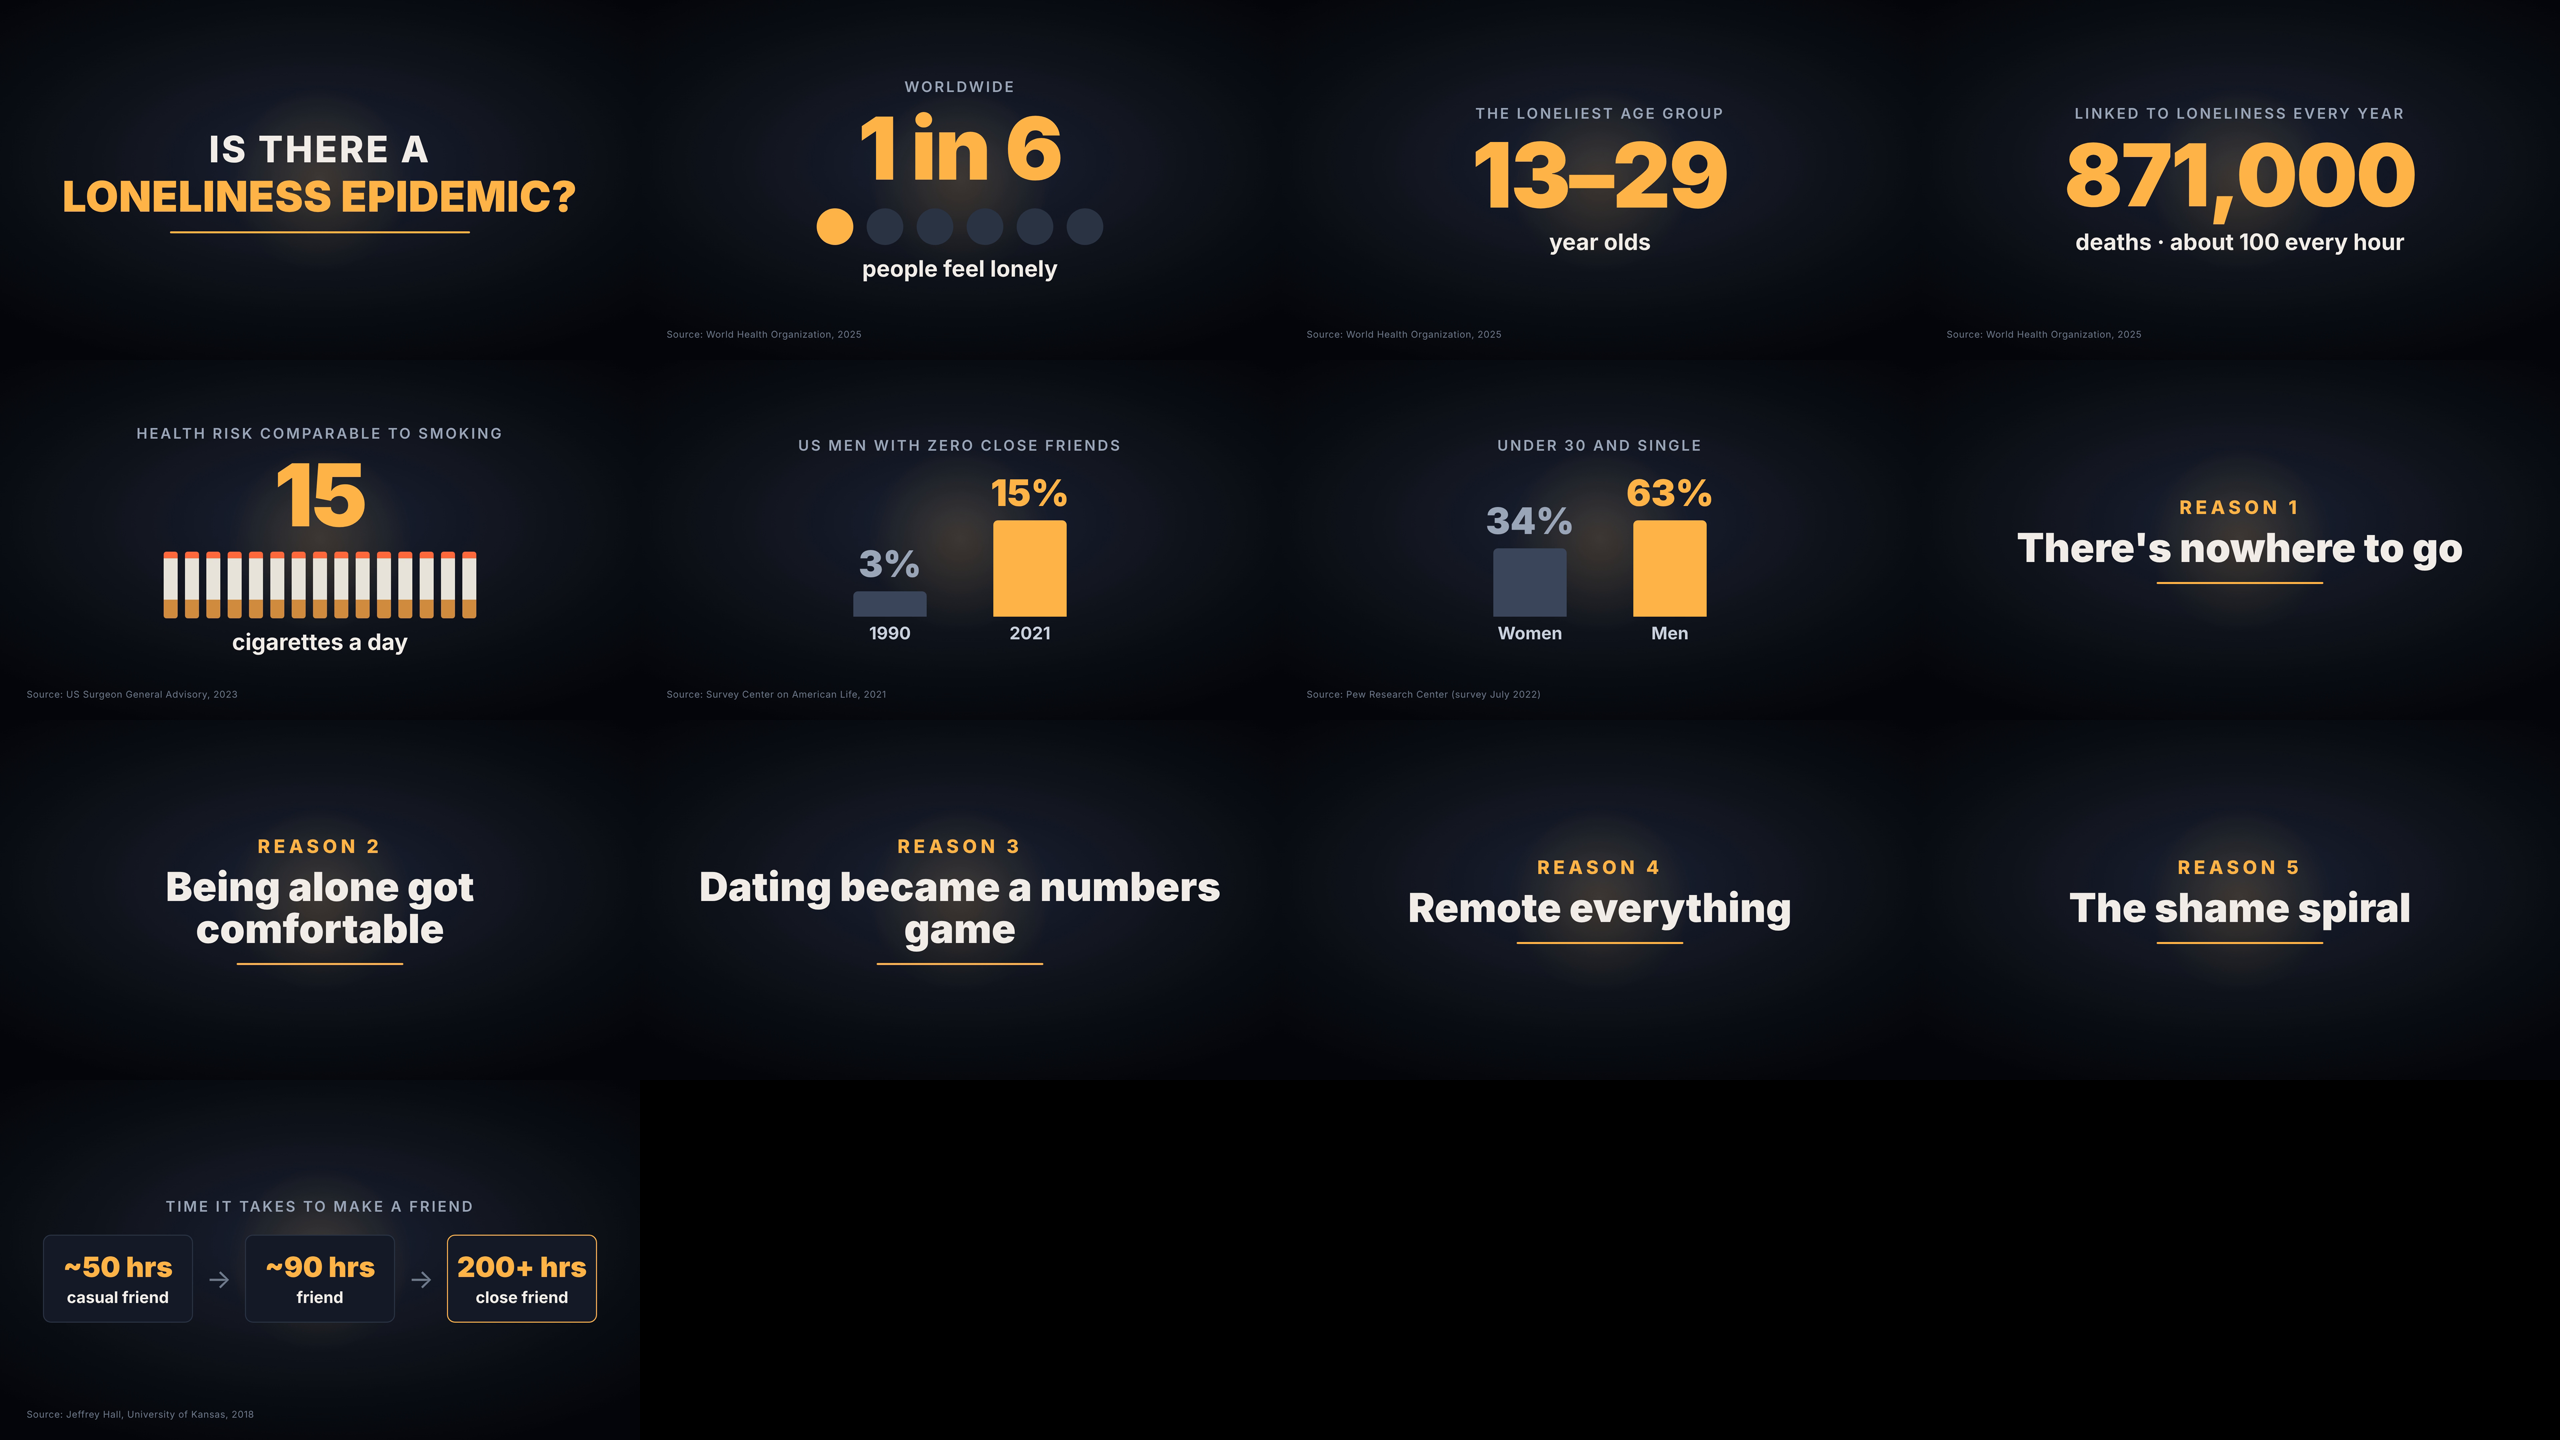 IS THERE A
LONELINESS EPIDEMIC?
WORLDWIDE
1 in 6
people feel lonely
Source: World Health Organization, 2025
THE LONELIEST AGE GROUP
13–29
year olds
Source: World Health Organization, 2025
LINKED TO LONELINESS EVERY YEAR
871,000
deaths · about 100 every hour
Source: World Health Organization, 2025
HEALTH RISK COMPARABLE TO SMOKING
15
cigarettes a day
Source: US Surgeon General Advisory, 2023
US MEN WITH ZERO CLOSE FRIENDS
3%
15%
1990
2021
Source: Survey Center on American Life, 2021
UNDER 30 AND SINGLE
34%
63%
Women
Men
Source: Pew Research Center (survey July 2022)
REASON 1
There's nowhere to go
REASON 2
Being alone got
comfortable
REASON 3
Dating became a numbers
game
REASON 4
Remote everything
REASON 5
The shame spiral
TIME IT TAKES TO MAKE A FRIEND
~50 hrs
casual friend
→
~90 hrs
friend
→
200+ hrs
close friend
Source: Jeffrey Hall, University of Kansas, 2018